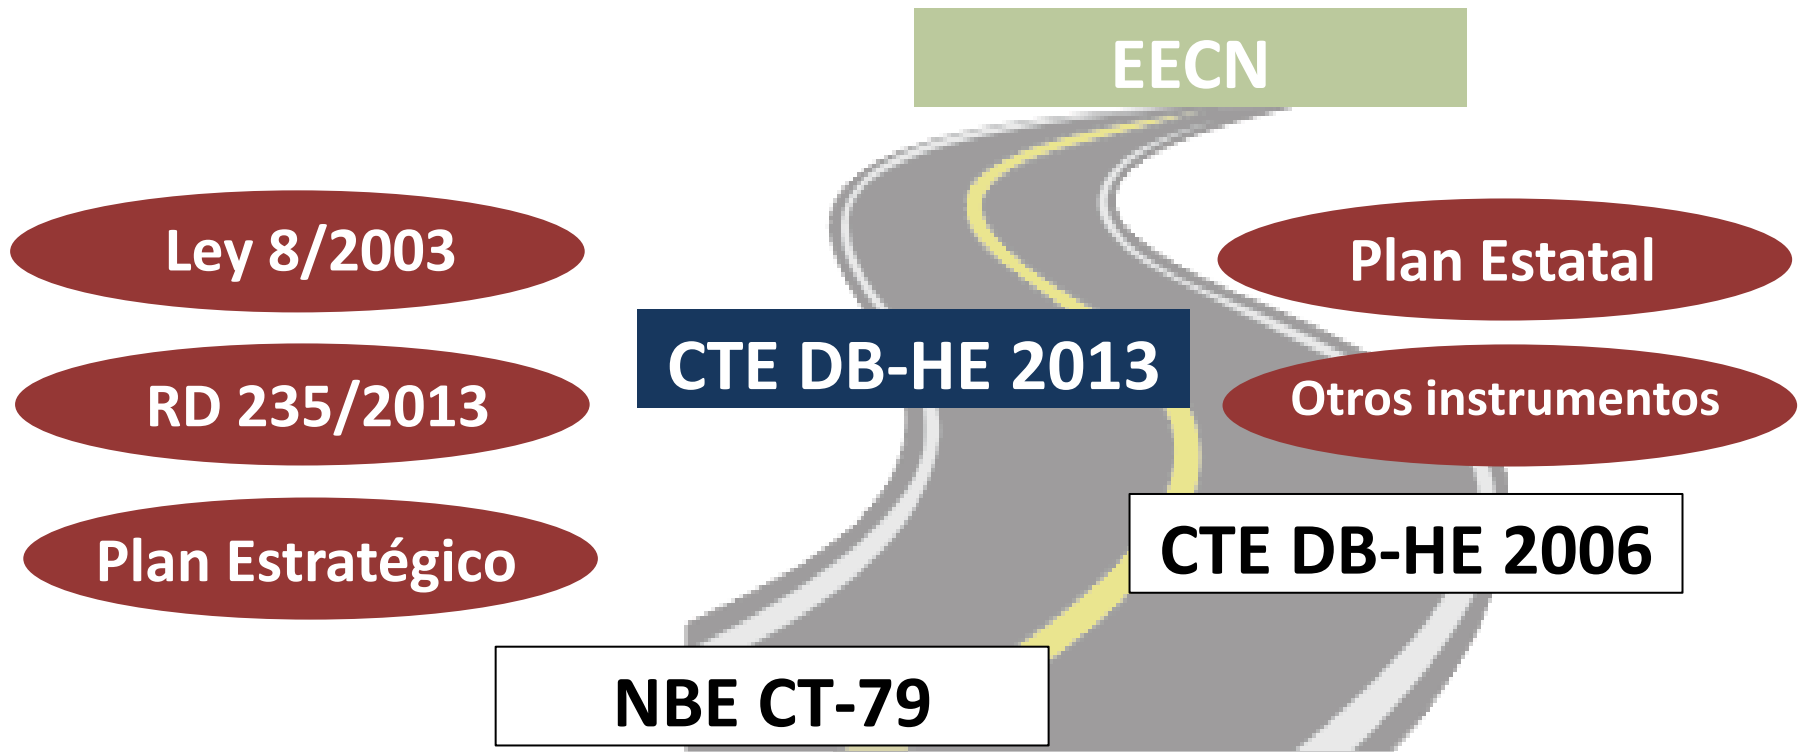 EECN
Ley 8/2003
Plan Estatal
CTE DB-HE 2013
RD 235/2013
Otros instrumentos
CTE DB-HE 2006
Plan Estratégico
NBE CT-79